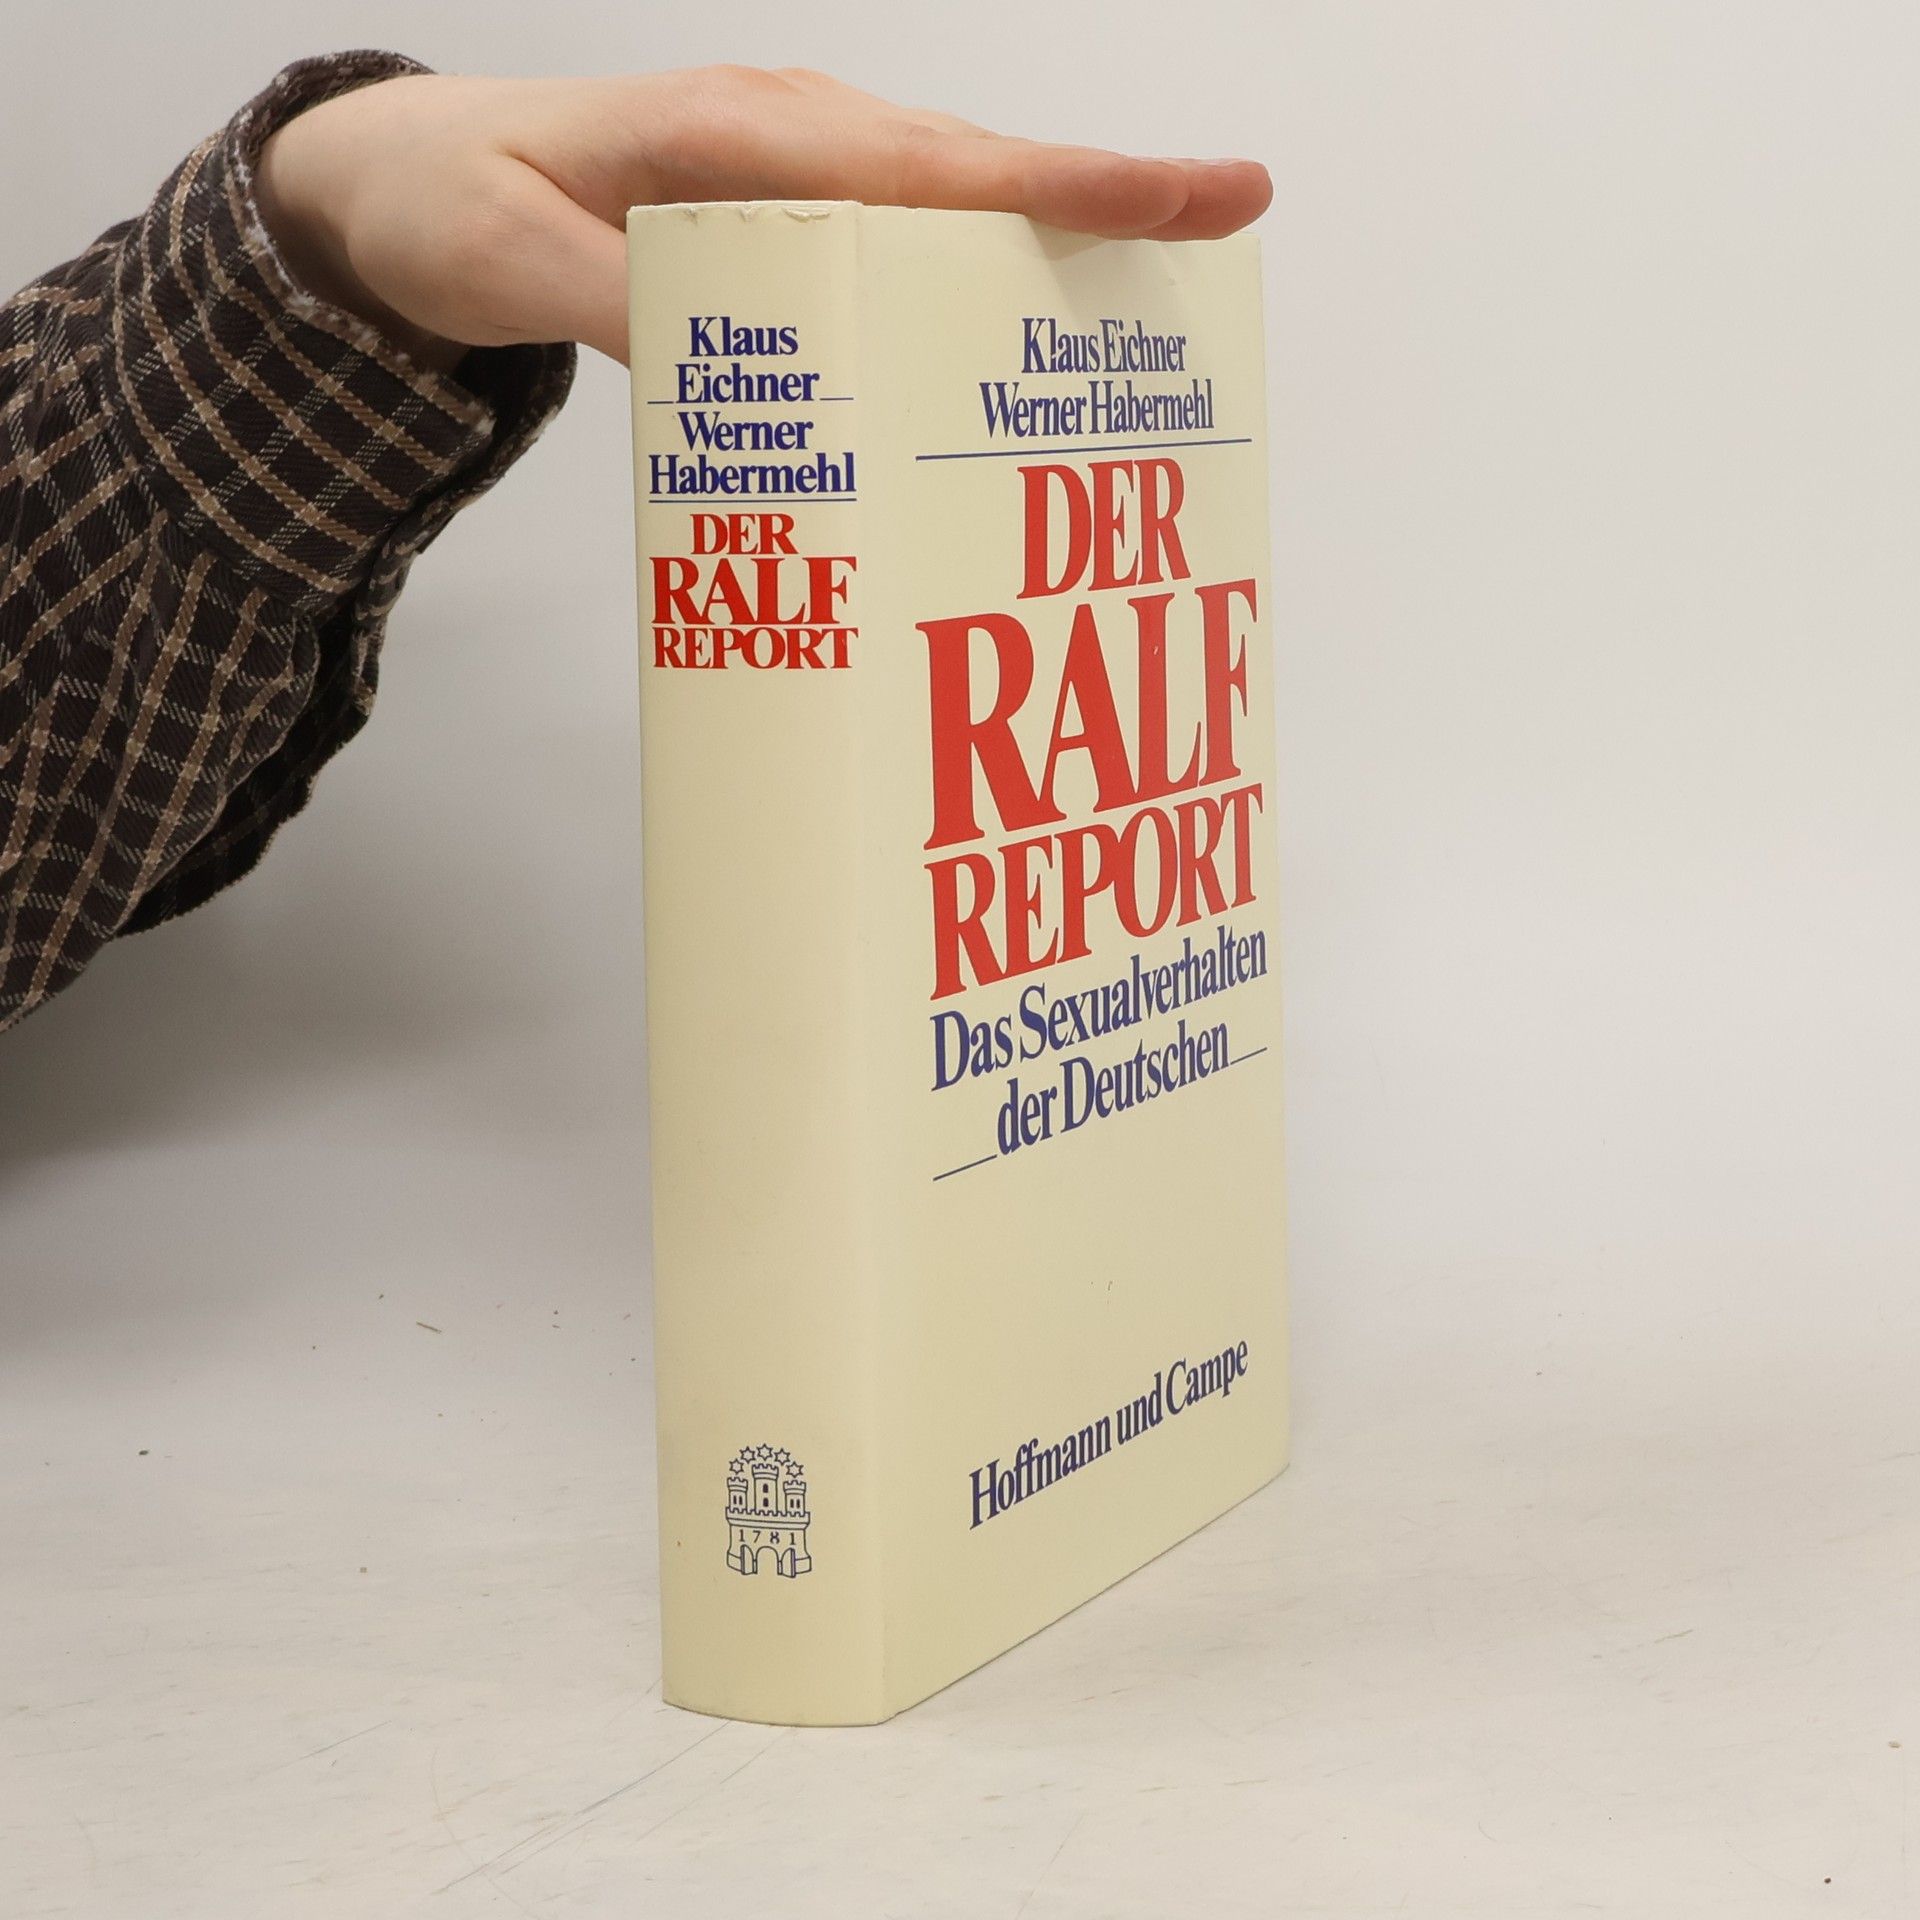 Klaus
Eichner
Werner
Habermehl
DER
RALF
REPORT
1781
Klaus Eichner
Werner Habermehl
DER
RALF
REPORT
Das Sexualverhalten
der Deutschen
Hoffmann und Campe